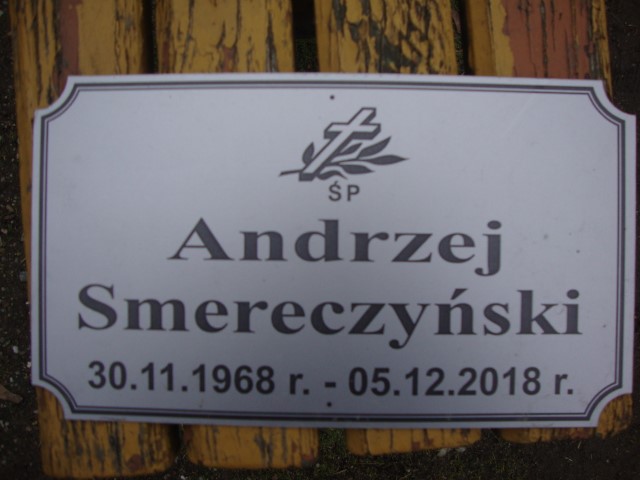 ŚP
Andrzej
Smereczyński
30.11.1968 r. - 05.12.2018 r.